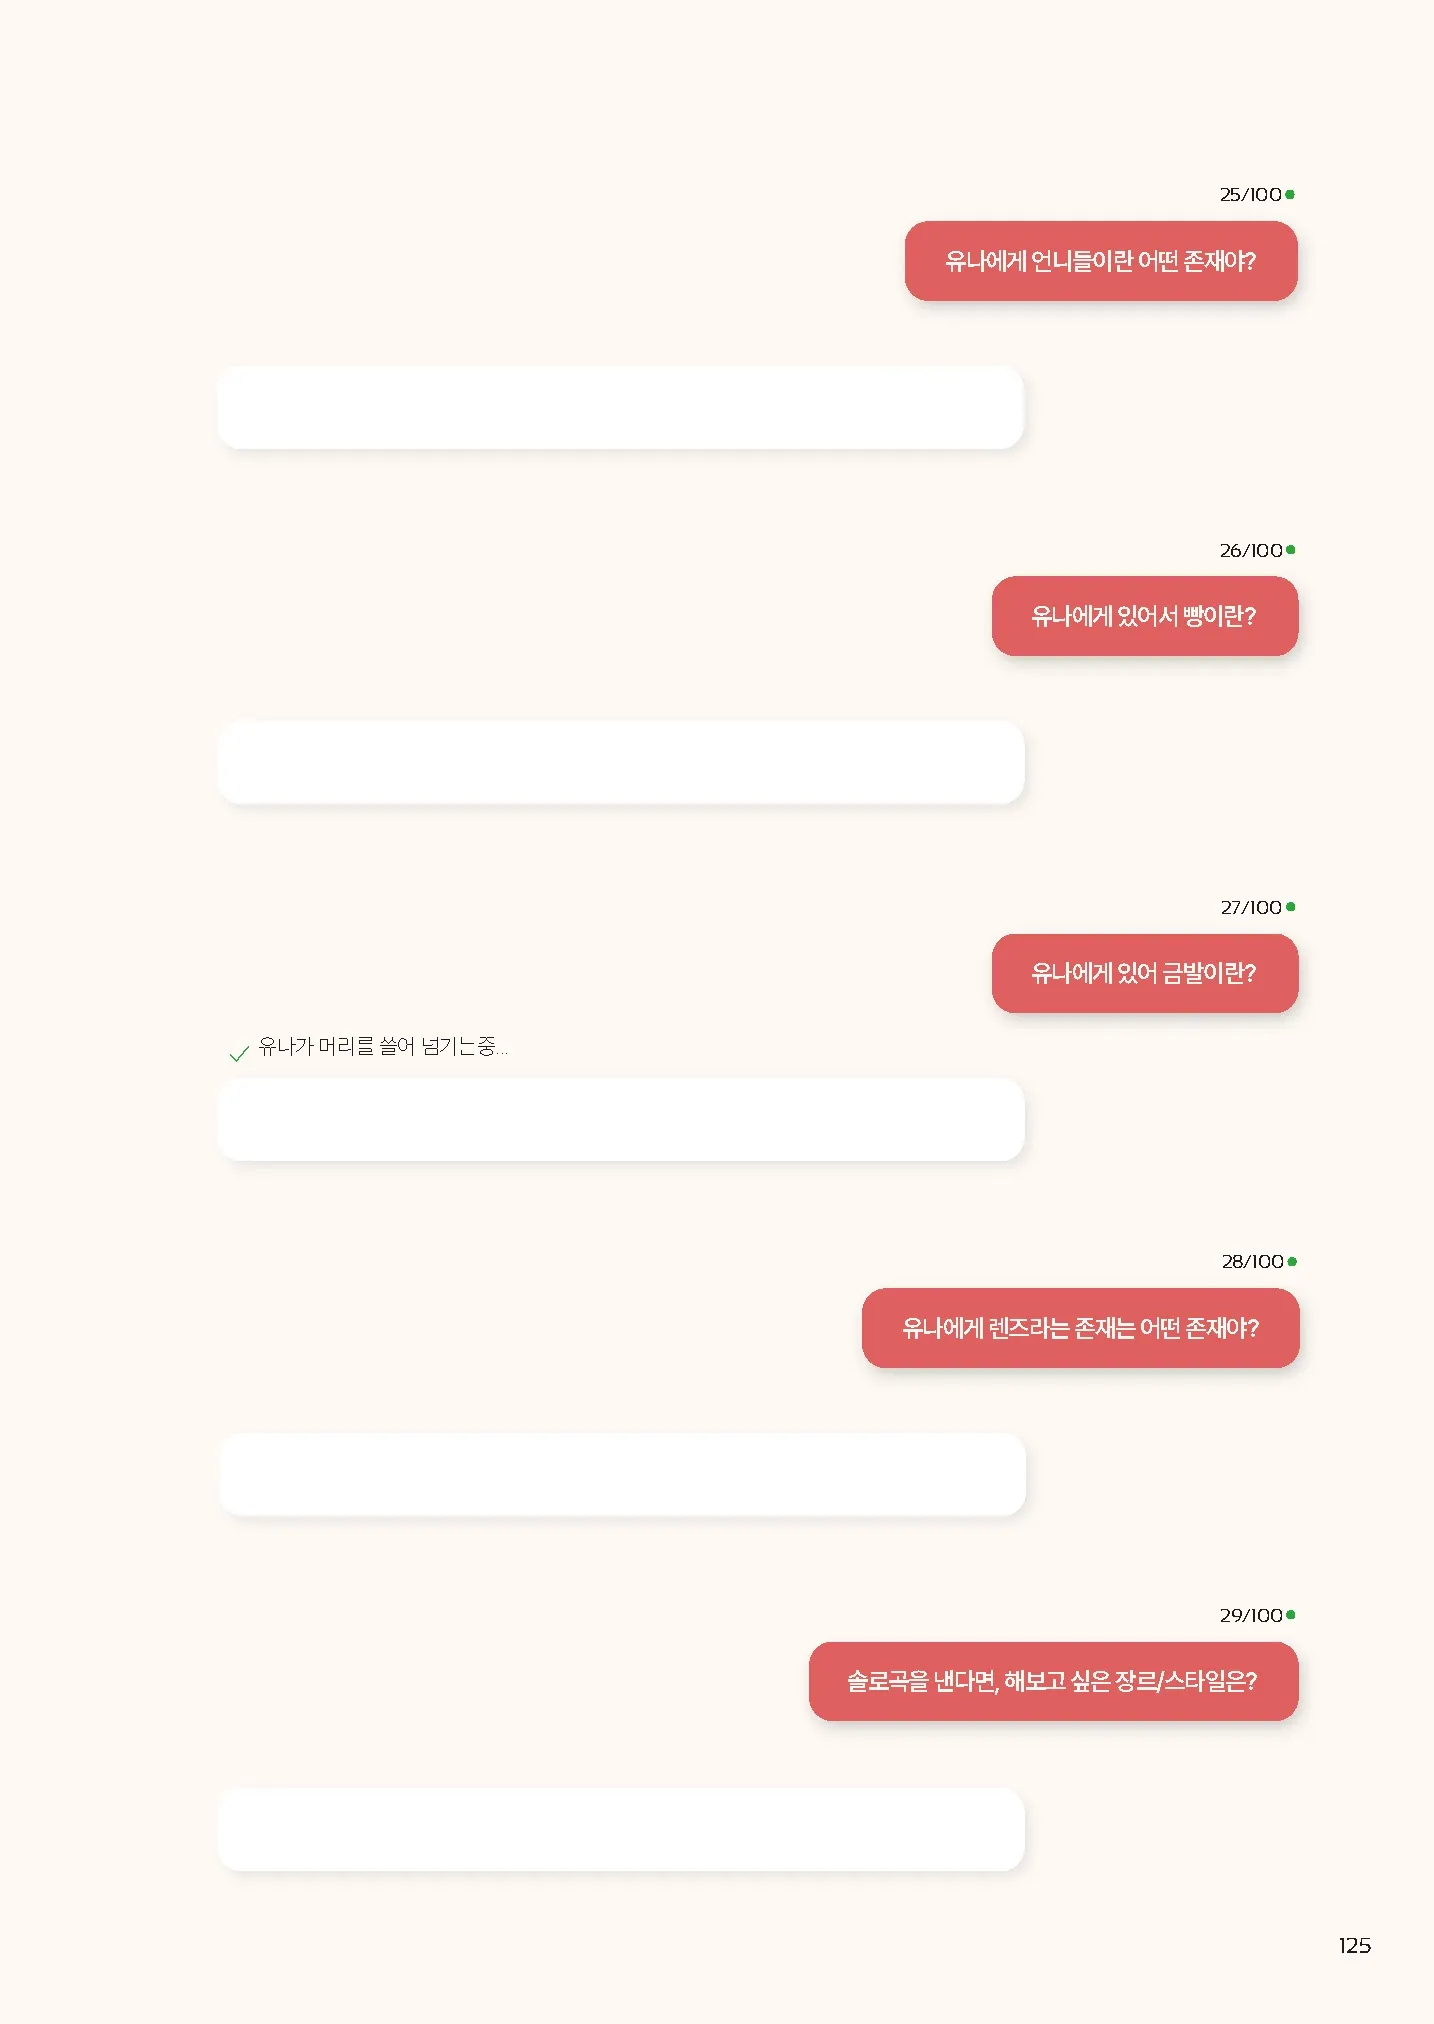 25/100
유나에게 언니들이란 어떤 존재야?
26/100
유나에게 있어서 빵이란?
27/100
유나에게 있어 금발이란?
유나가 머리를 쓸어 넘기는중...
28/100
유나에게 렌즈라는 존재는 어떤 존재야?
29/100
솔로곡을 낸다면, 해보고 싶은 장르/스타일은?
125